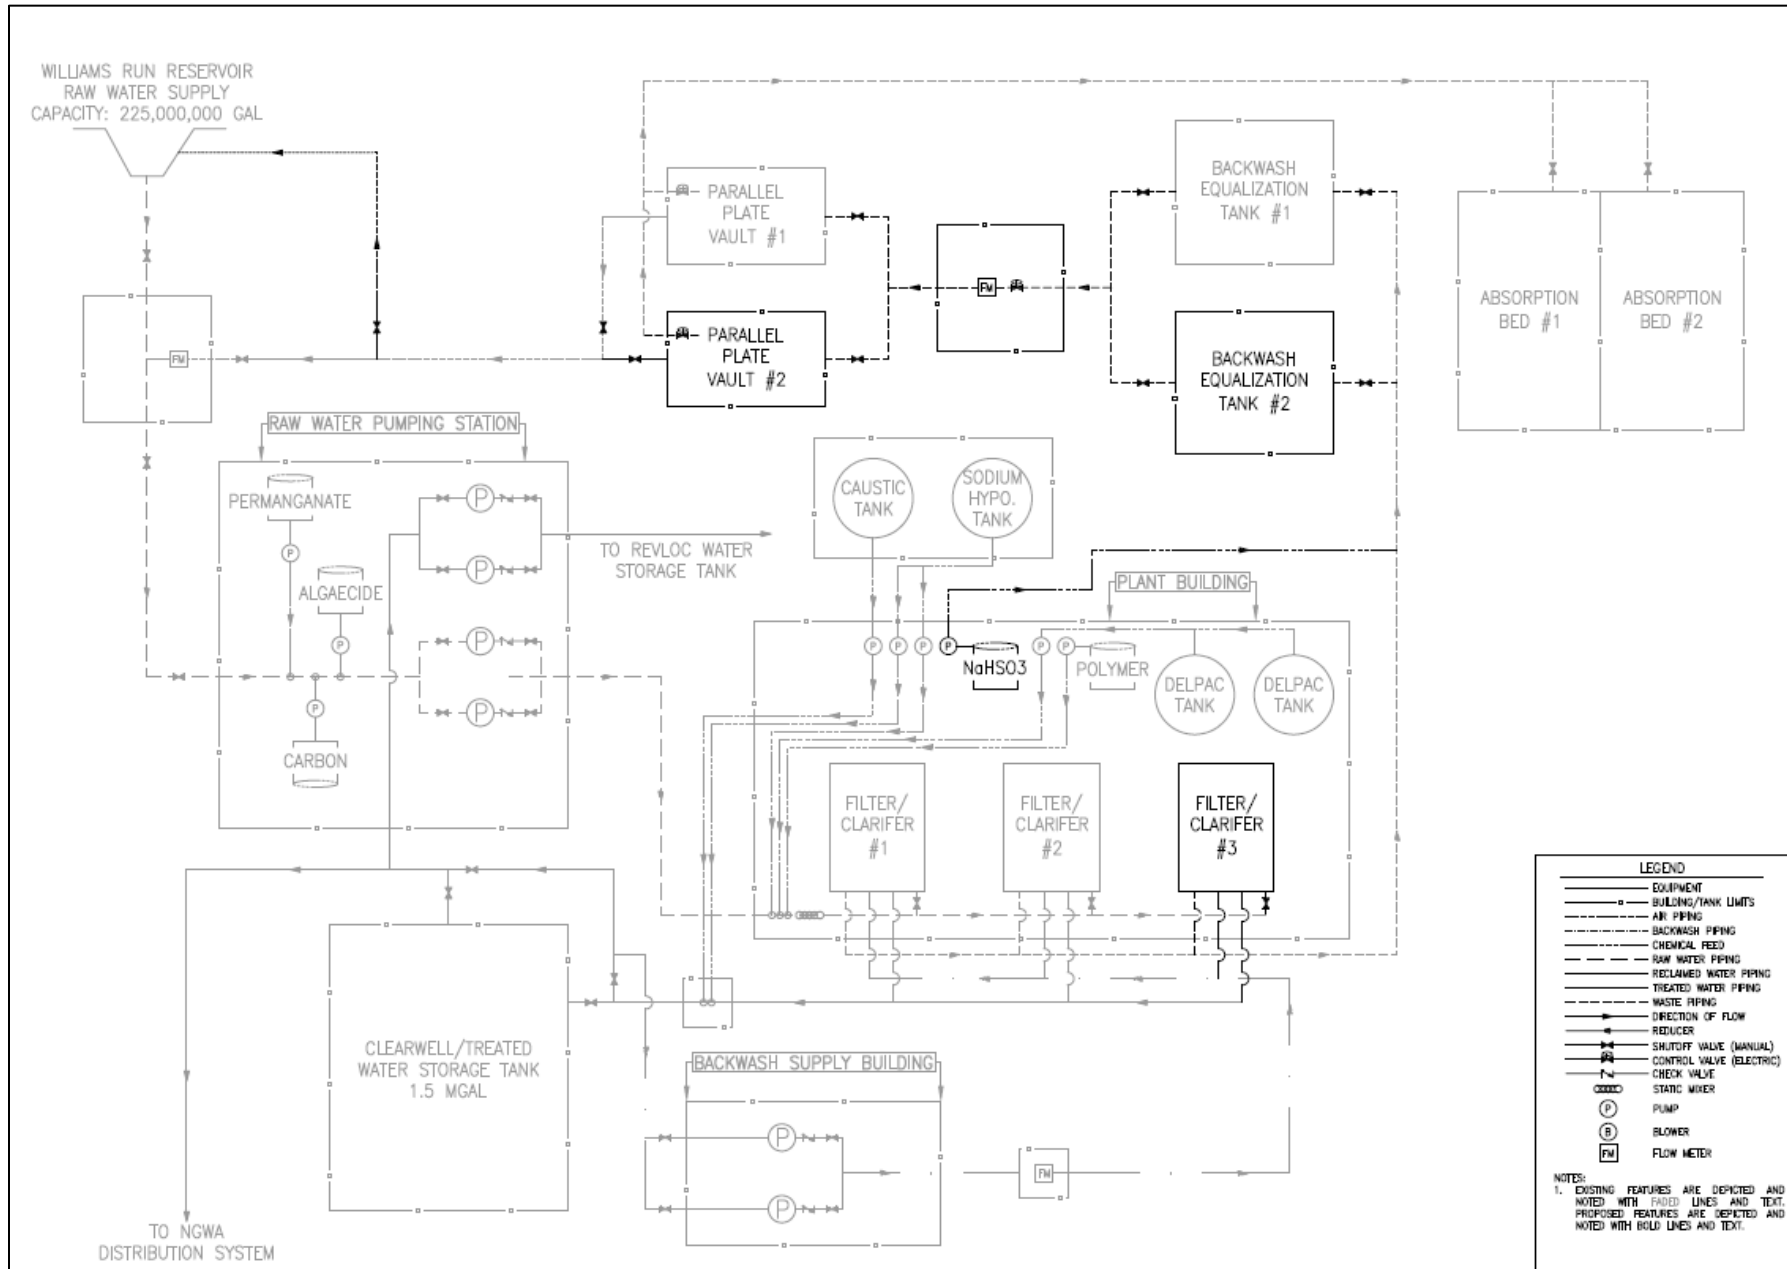 WILLIAMS RUN RESERVOIR
RAW WATER SUPPLY
CAPACITY: 225,000,000 GAL
PARALLEL
PLATE
VAULT #1
BACKWASH
EQUALIZATION
TANK #1
FM
ABSORPTION
BED #1
ABSORPTION
BED #2
FM
PARALLEL
PLATE
VAULT #2
BACKWASH
EQUALIZATION
TANK #2
RAW WATER PUMPING STATION
PERMANGANATE
P
P
ALGAECIDE
P
P
P
P
P
CARBON
TO REVLOC WATER
STORAGE TANK
CAUSTIC
TANK
SODIUM
HYPO.
TANK
PLANT BUILDING
P
P
P
P
NaHSO3
P
P
POLYMER
DELPAC
TANK
DELPAC
TANK
FILTER/
CLARIFER
#1
FILTER/
CLARIFER
#2
FILTER/
CLARIFER
#3
CLEARWELL/TREATED
WATER STORAGE TANK
1.5 MGAL
BACKWASH SUPPLY BUILDING
P
P
FM
TO NGWA
DISTRIBUTION SYSTEM
LEGEND
EQUIPMENT
BUILDING/TANK LIMITS
AIR PIPING
BACKWASH PIPING
CHEMICAL FEED
RAW WATER PIPING
RECLAIMED WATER PIPING
TREATED WATER PIPING
WASTE PIPING
DIRECTION OF FLOW
REDUCER
SHUTOFF VALVE (MANUAL)
CONTROL VALVE (ELECTRIC)
CHECK VALVE
STATIC MIXER
P PUMP
B BLOWER
FM FLOW METER
NOTES:
1. EXISTING FEATURES ARE DEPICTED AND
NOTED WITH FADED LINES AND TEXT.
PROPOSED FEATURES ARE DEPICTED AND
NOTED WITH BOLD LINES AND TEXT.